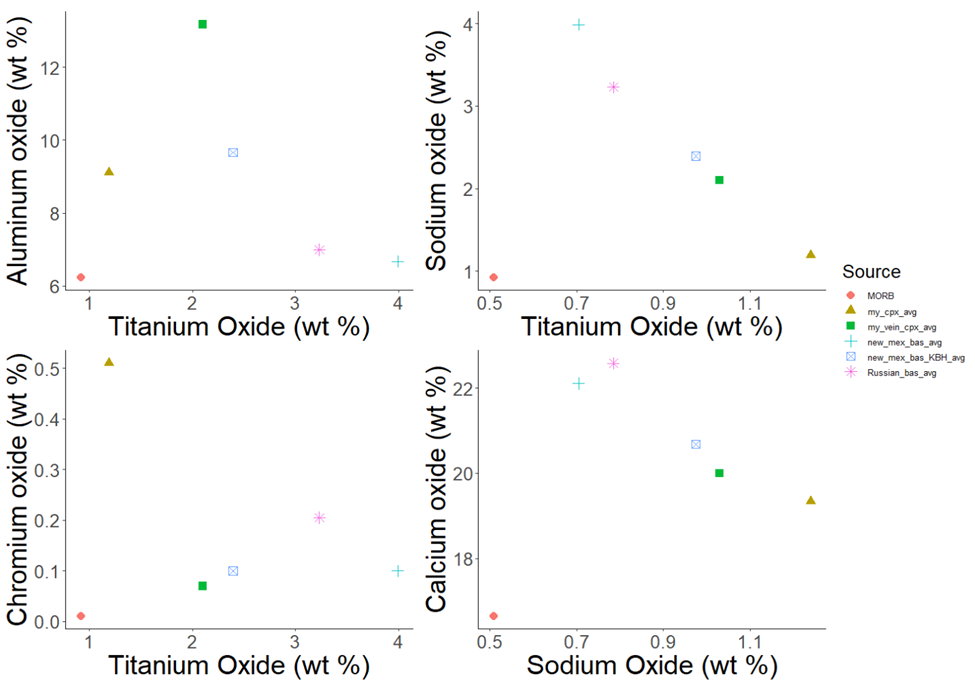 Aluminum oxide (wt %)
12
10
8
6
1 2 3 4
Titanium Oxide (wt %)
Sodium oxide (wt %)
4
3
2
1
0.5 0.7 0.9 1.1
Titanium Oxide (wt %)
Chromium oxide (wt %)
0.5
0.4
0.3
0.2
0.1
0.0
1 2 3 4
Titanium Oxide (wt %)
Calcium oxide (wt %)
22
20
18
0.5 0.7 0.9 1.1
Sodium Oxide (wt %)
Source
MORB
my_cpx_avg
my_vein_cpx_avg
new_mex_bas_avg
new_mex_bas_KBH_avg
Russian_bas_avg